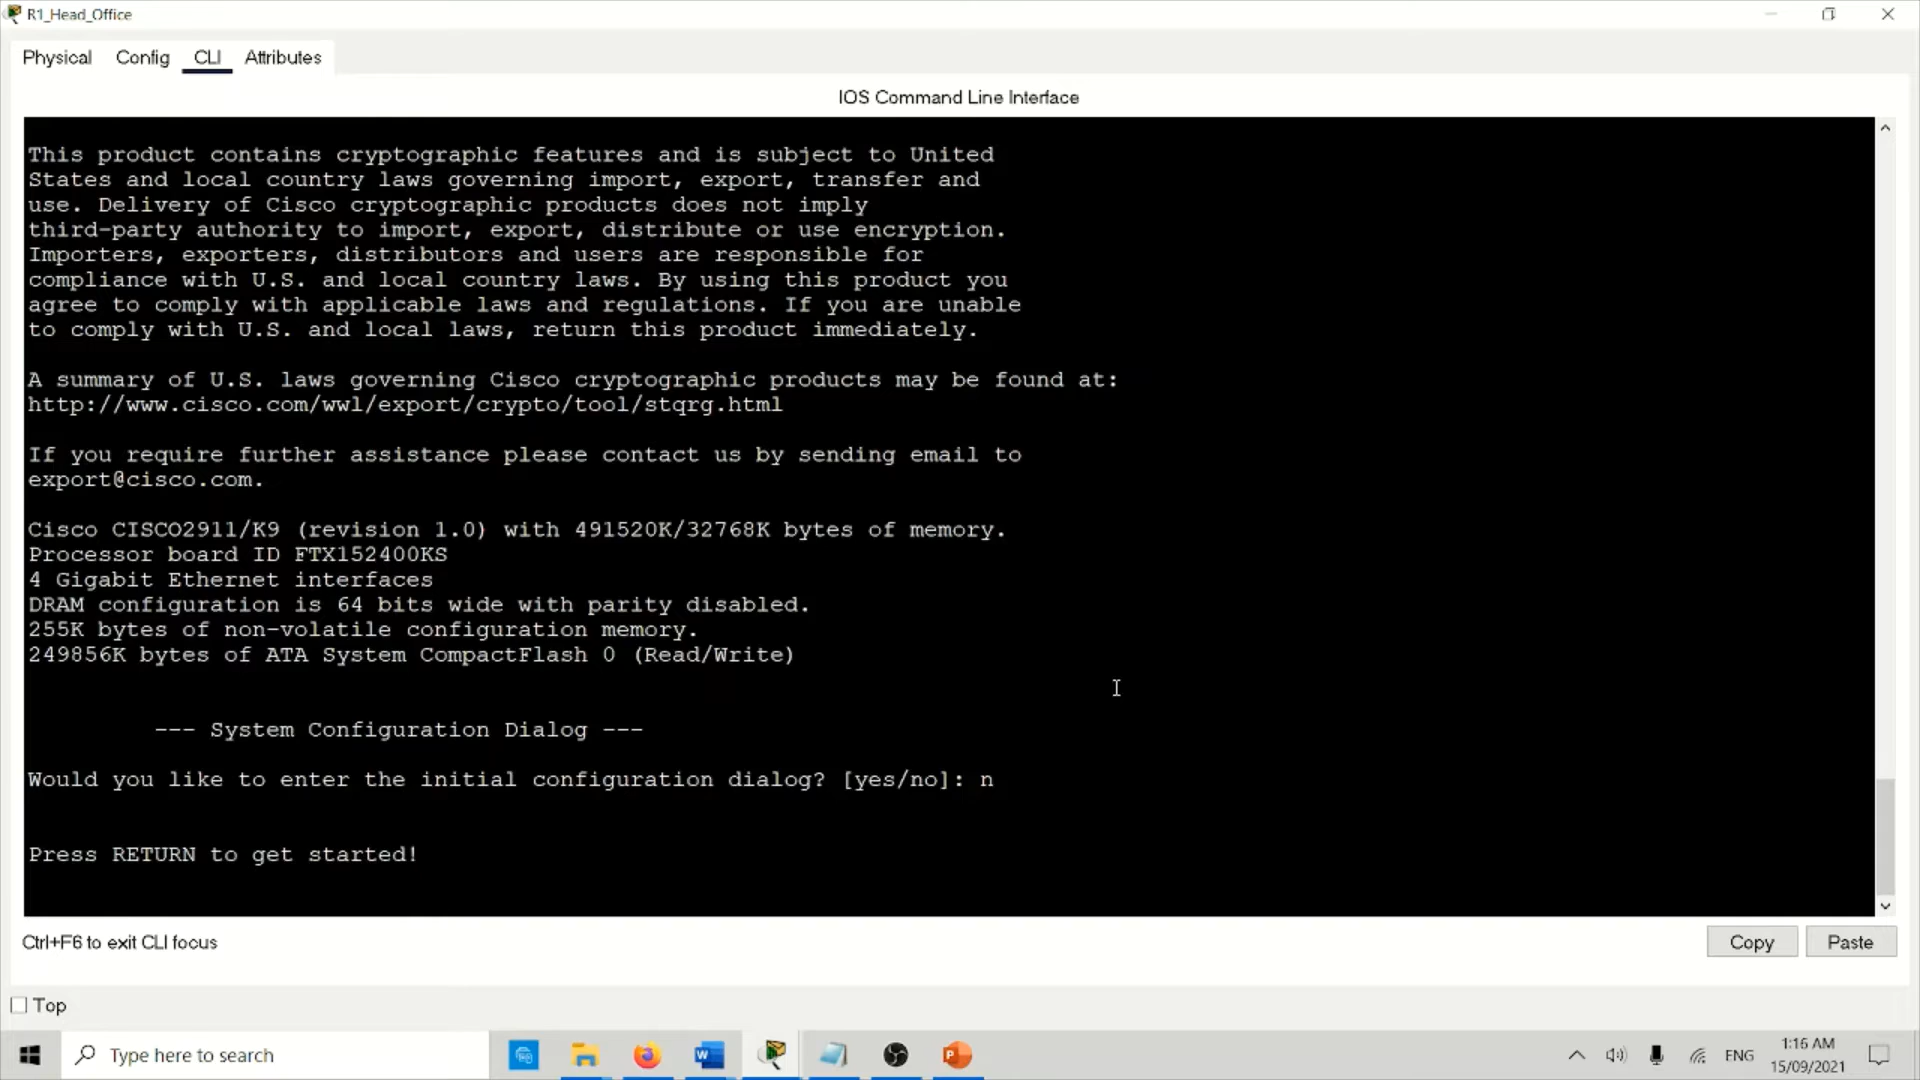 R1_Head_Office
Physical Config CLI Attributes
IOS Command Line Interface
This product contains cryptographic features and is subject to United
States and local country laws governing import, export, transfer and
use. Delivery of Cisco cryptographic products does not imply
third-party authority to import, export, distribute or use encryption.
Importers, exporters, distributors and users are responsible for
compliance with U.S. and local country laws. By using this product you
agree to comply with applicable laws and regulations. If you are unable
to comply with U.S. and local laws, return this product immediately.
A summary of U.S. laws governing Cisco cryptographic products may be found at:
http://www.cisco.com/wwl/export/crypto/tool/stqrg.html
If you require further assistance please contact us by sending email to
export@cisco.com.
Cisco CISCO2911/K9 (revision 1.0) with 491520K/32768K bytes of memory.
Processor board ID FTX152400KS
4 Gigabit Ethernet interfaces
DRAM configuration is 64 bits wide with parity disabled.
255K bytes of non-volatile configuration memory.
249856K bytes of ATA System CompactFlash 0 (Read/Write)
--- System Configuration Dialog ---
Would you like to enter the initial configuration dialog? [yes/no]: n
Press RETURN to get started!
Ctrl+F6 to exit CLI focus
Copy Paste
Top
Type here to search
ENG
1:16 AM
15/09/2021